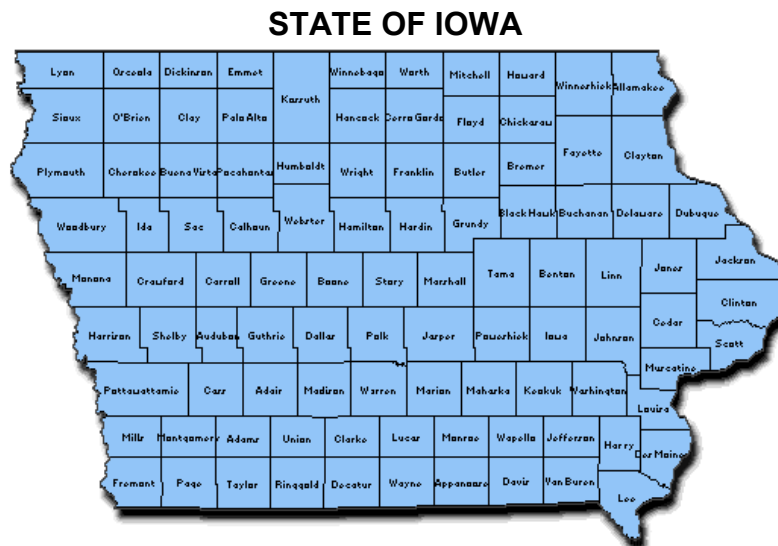 STATE OF IOWA
Lyon Osceola Dickinson Emmet Winnebago Worth Mitchell Howard
Kossuth Winneshiek Allamakee
Sioux O'Brien Clay Palo Alto Hancock Cerro Gordo Floyd Chickasaw
Fayette Clayton
Plymouth Cherokee Buena Vista Pocahontas Humboldt Wright Franklin Butler Bremer
Woodbury Ida Sac Calhoun Webster Hamilton Hardin Grundy Black Hawk Buchanan Delaware Dubuque
Monona Crawford Carroll Greene Boone Story Marshall Tama Benton Linn Jones Jackson
Clinton
Harrison Shelby Audubon Guthrie Dallas Polk Jasper Poweshiek Iowa Johnson Cedar Scott
Muscatine
Pottawattamie Cass Adair Madison Warren Marion Mahaska Keokuk Washington
Louisa
Mills Montgomery Adams Union Clarke Lucas Monroe Wapello Jefferson Henry Des Moines
Fremont Page Taylor Ringgold Decatur Wayne Appanoose Davis Van Buren Lee